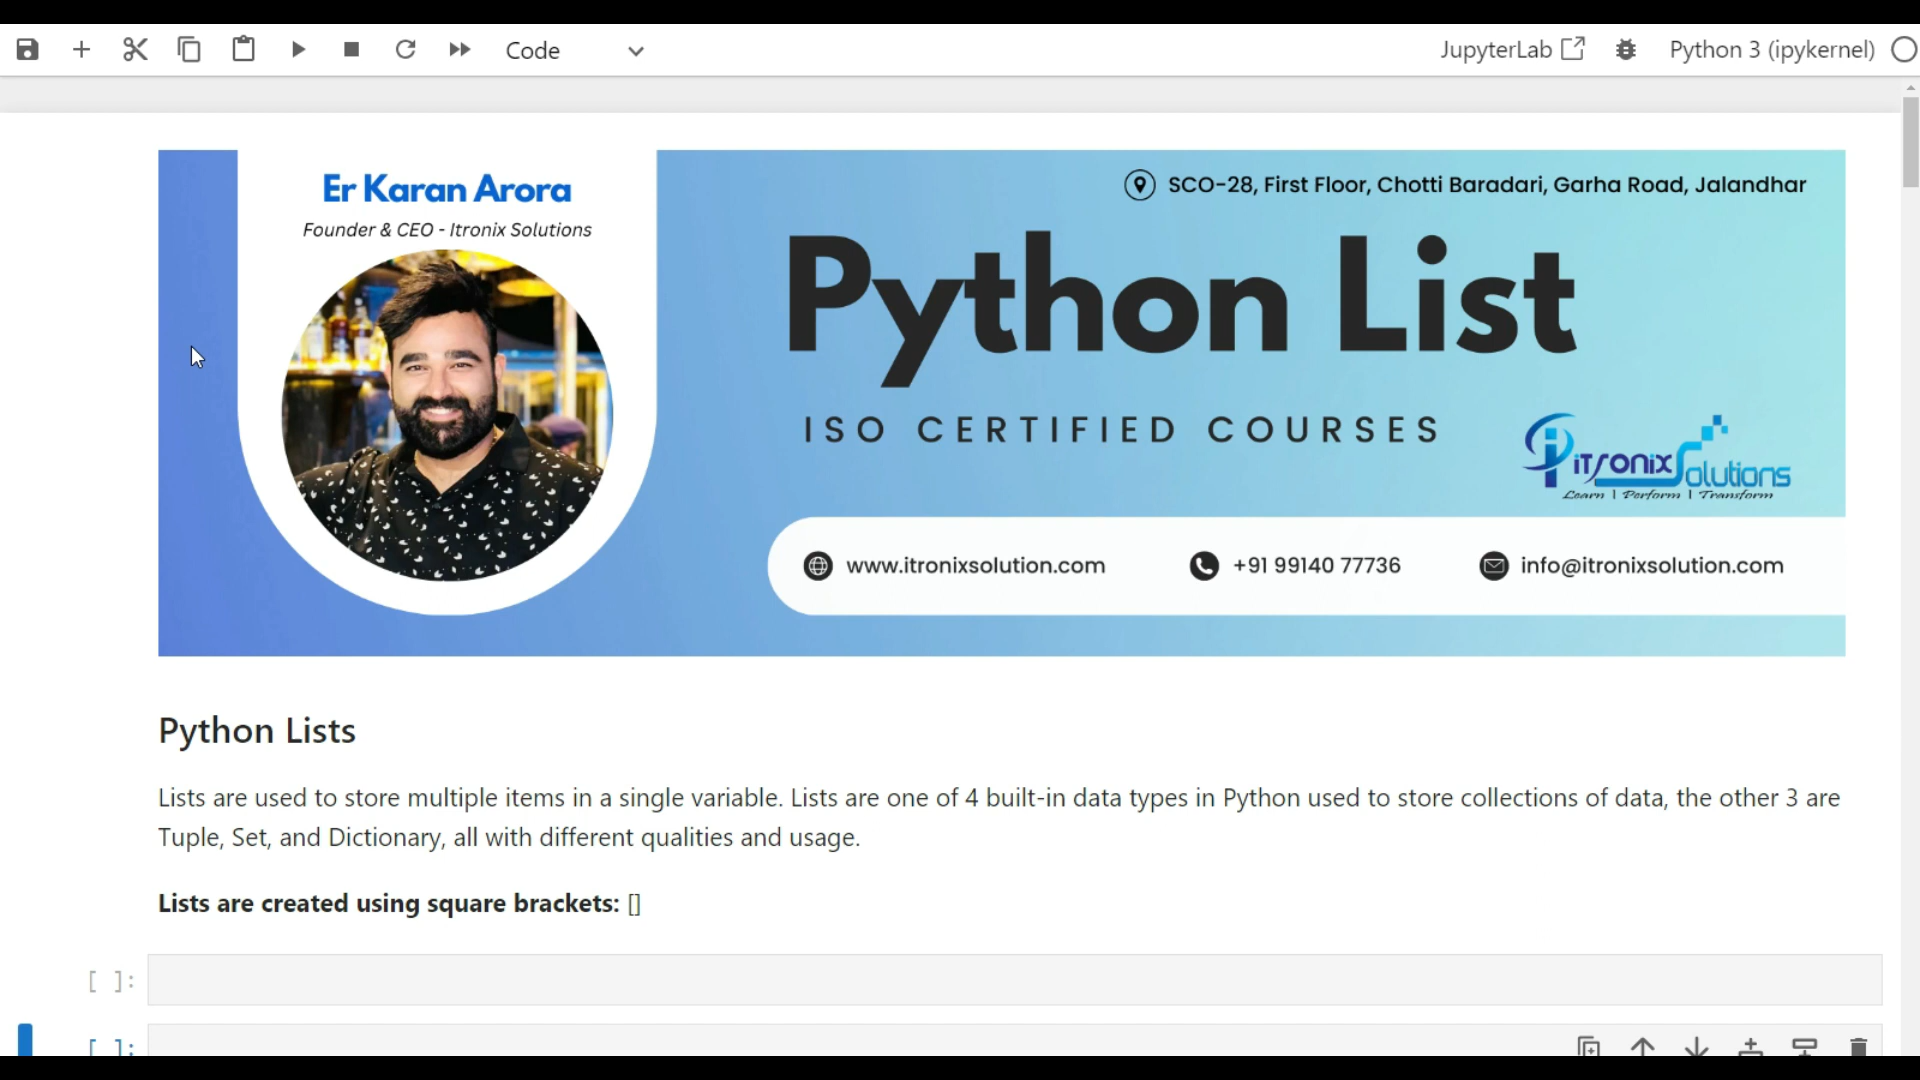 Code
JupyterLab
Python 3 (ipykernel)
Er Karan Arora
Founder & CEO - Itronix Solutions
SCO-28, First Floor, Chotti Baradari, Garha Road, Jalandhar
Python List
ISO CERTIFIED COURSES
itronix Solutions
Learn | Perform | Transform
www.itronixsolution.com
+91 99140 77736
info@itronixsolution.com
Python Lists
Lists are used to store multiple items in a single variable. Lists are one of 4 built-in data types in Python used to store collections of data, the other 3 are
Tuple, Set, and Dictionary, all with different qualities and usage.
Lists are created using square brackets: []
[ ]:
[ ]: